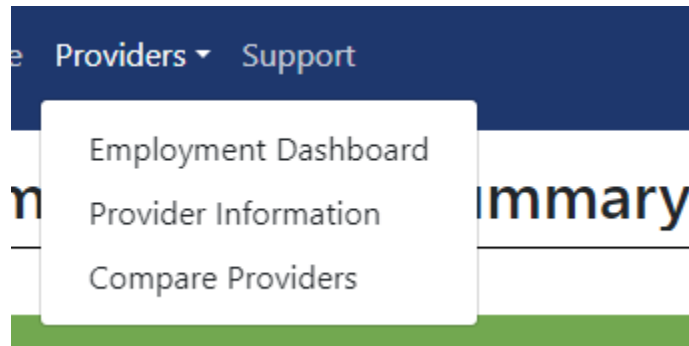 Providers Support
Employment Dashboard
Provider Information
Compare Providers